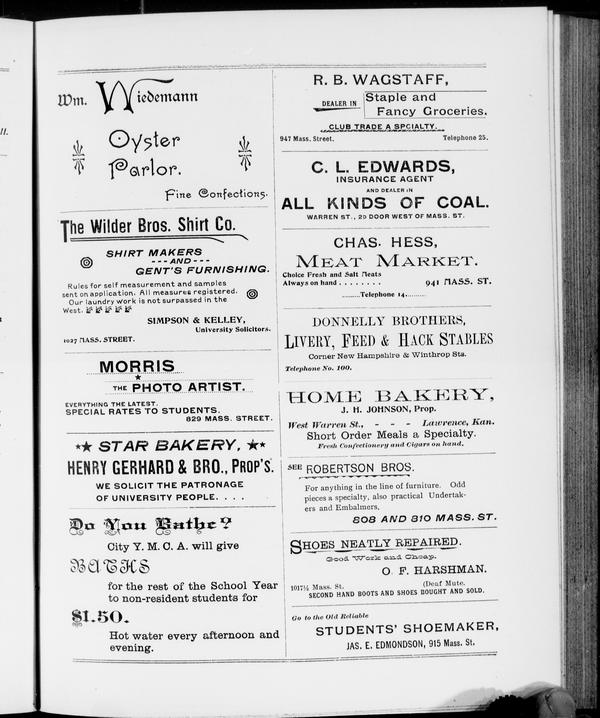 Wm. Wiedemann
Oyster
Parlor.
Fine Confections.
The Wilder Bros. Shirt Co.
SHIRT MAKERS
---AND---
GENT'S FURNISHING.
Rules for self measurement and samples
sent on application. All measures registered.
Our laundry work is not surpassed in the
West.
SIMPSON & KELLEY,
University Solicitors.
1027 MASS. STREET.
MORRIS
THE PHOTO ARTIST.
EVERYTHING THE LATEST.
SPECIAL RATES TO STUDENTS.
829 MASS. STREET.
STAR BAKERY,
HENRY GERHARD & BRO., PROP'S.
WE SOLICIT THE PATRONAGE
OF UNIVERSITY PEOPLE. . . .
Do You Bathe?
City Y. M. C. A. will give
BATHS
for the rest of the School Year
to non-resident students for
$1.50.
Hot water every afternoon and
evening.
R. B. WAGSTAFF,
DEALER IN Staple and
Fancy Groceries.
CLUB TRADE A SPCIALTY.
947 Mass. Street. Telephone 25.
C. L. EDWARDS,
INSURANCE AGENT
AND DEALER IN
ALL KINDS OF COAL.
WARREN ST., 2D DOOR WEST OF MASS. ST.
CHAS. HESS,
MEAT MARKET.
Choice Fresh and Salt Meats
Always on hand . . . . . . . . 941 MASS. ST.
.........Telephone 14.........
DONNELLY BROTHERS,
LIVERY, FEED & HACK STABLES
Corner New Hampshire & Winthrop Sts.
Telephone No. 100.
HOME BAKERY,
J. H. JOHNSON, Prop.
West Warren St., - - - Lawrence, Kan.
Short Order Meals a Specialty.
Fresh Confectionery and Cigars on hand.
SEE ROBERTSON BROS.
For anything in the line of furniture. Odd
pieces a specialty, also practical Undertak-
ers and Embalmers.
808 AND 810 MASS. ST.
SHOES NEATLY REPAIRED.
Good Work and Cheap.
O. F. HARSHMAN.
1017½ Mass. St. (Deaf Mute.
SECOND HAND BOOTS AND SHOES BOUGHT AND SOLD.
Go to the Old Reliable
STUDENTS' SHOEMAKER,
JAS. E. EDMONDSON, 915 Mass. St.